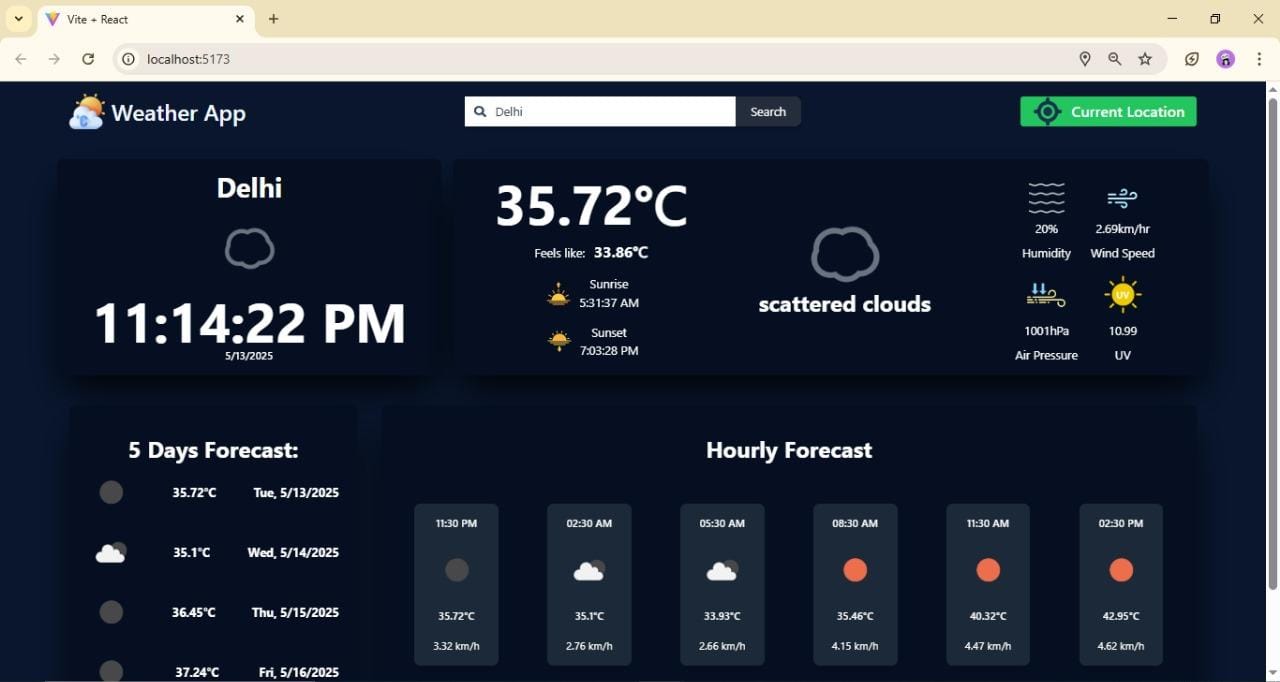 Vite + React
localhost:5173
Weather App
Delhi
Search
Current Location
Delhi
11:14:22 PM
5/13/2025
35.72°C
Feels like: 33.86°C
Sunrise
5:31:37 AM
Sunset
7:03:28 PM
scattered clouds
20%
Humidity
2.69km/hr
Wind Speed
1001hPa
Air Pressure
UV
10.99
UV
5 Days Forecast:
35.72°C Tue, 5/13/2025
35.1°C Wed, 5/14/2025
36.45°C Thu, 5/15/2025
37.24°C Fri, 5/16/2025
Hourly Forecast
11:30 PM
35.72°C
3.32 km/h
02:30 AM
35.1°C
2.76 km/h
05:30 AM
33.93°C
2.66 km/h
08:30 AM
35.46°C
4.15 km/h
11:30 AM
40.32°C
4.47 km/h
02:30 PM
42.95°C
4.62 km/h